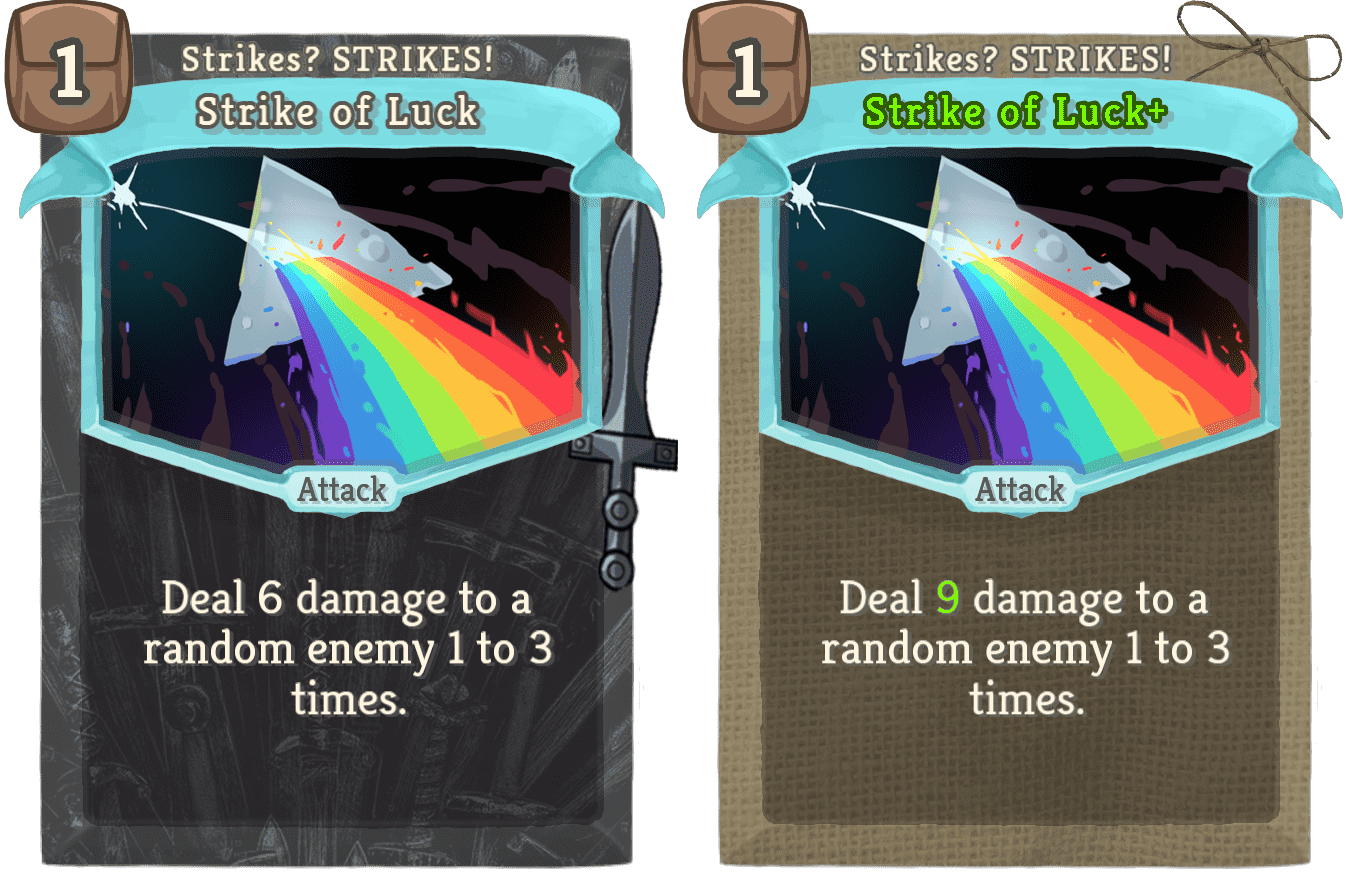 1
Strikes? STRIKES!
Strike of Luck
Attack
Deal 6 damage to a
random enemy 1 to 3
times.
1
Strikes? STRIKES!
Strike of Luck+
Attack
Deal 9 damage to a
random enemy 1 to 3
times.